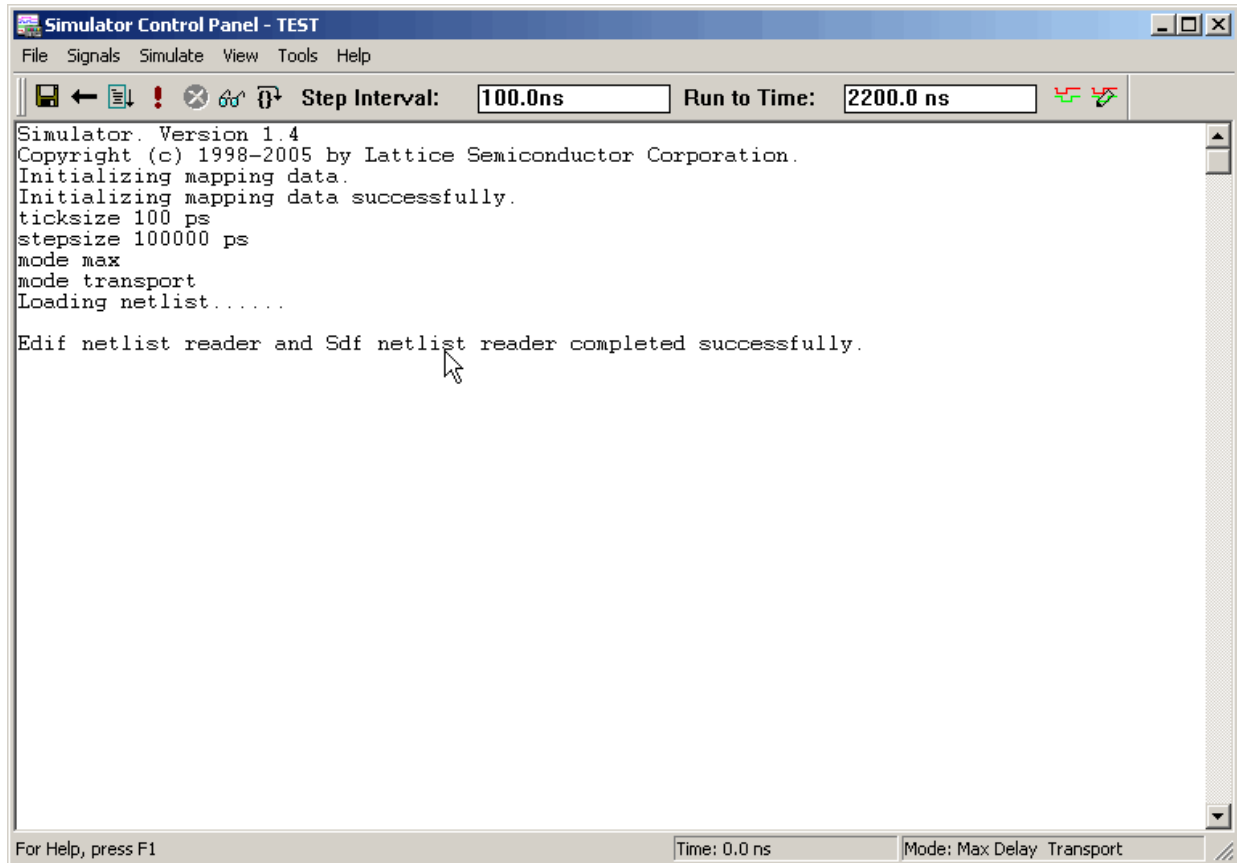 Simulator Control Panel - TEST
File Signals Simulate View Tools Help
Step Interval: 100.0ns Run to Time: 2200.0 ns
Simulator. Version 1.4
Copyright (c) 1998-2005 by Lattice Semiconductor Corporation.
Initializing mapping data.
Initializing mapping data successfully.
ticksize 100 ps
stepsize 100000 ps
mode max
mode transport
Loading netlist......
Edif netlist reader and Sdf netlist reader completed successfully.
For Help, press F1 Time: 0.0 ns Mode: Max Delay Transport